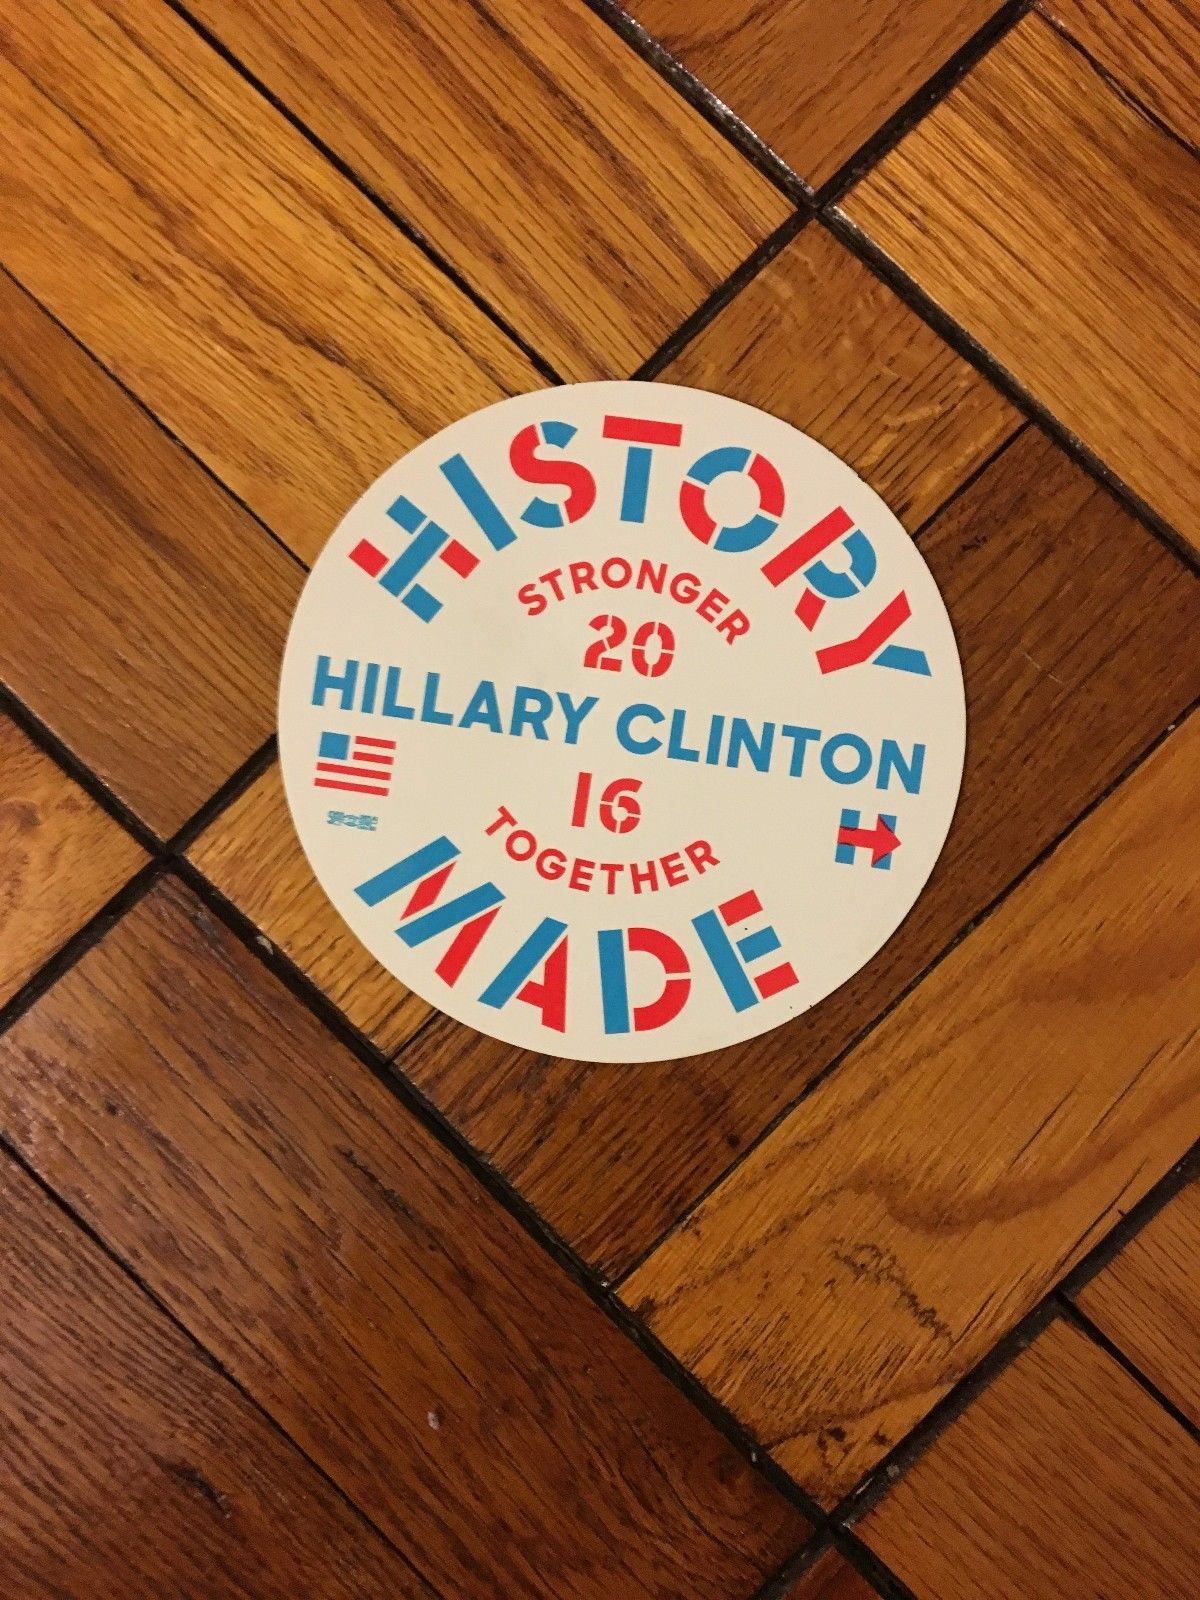 HISTORY
STRONGER
20
HILLARY CLINTON
16
TOGETHER
MADE